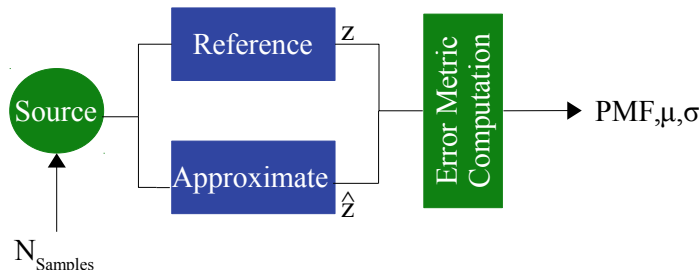 Reference
z
Source
Approximate
ẑ
N_Samples
Error Metric
Computation
PMF,μ,σ